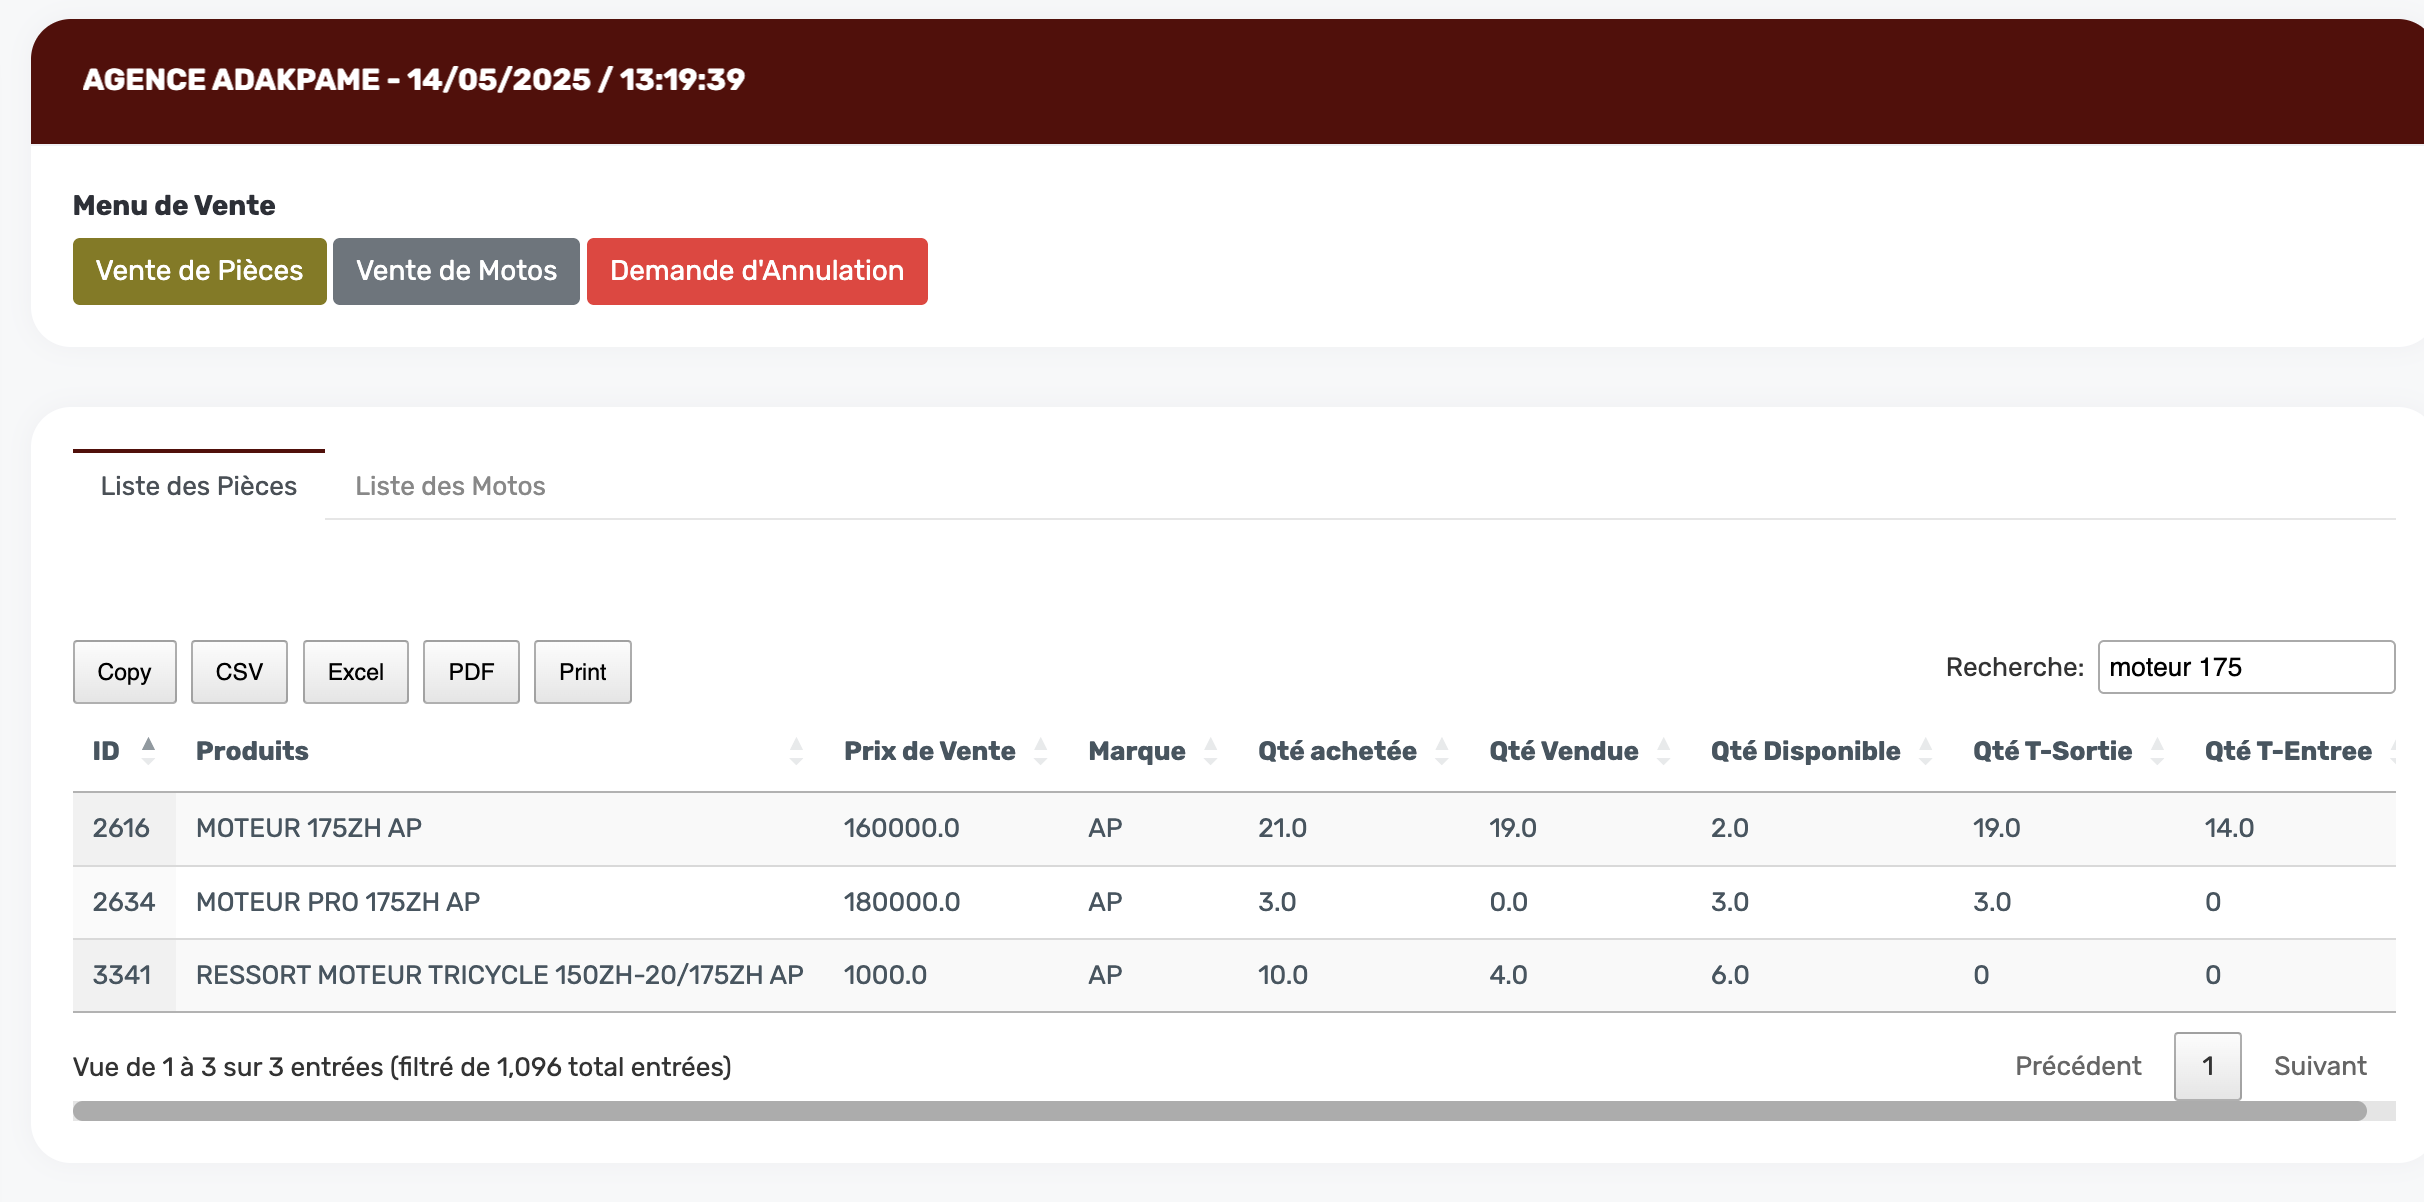 AGENCE ADAKPAME - 14/05/2025 / 13:19:39
Menu de Vente
Vente de Pièces Vente de Motos Demande d'Annulation
Liste des Pièces Liste des Motos
Copy CSV Excel PDF Print Recherche: moteur 175
ID Produits Prix de Vente Marque Qté achetée Qté Vendue Qté Disponible Qté T-Sortie Qté T-Entree
2616 MOTEUR 175ZH AP 160000.0 AP 21.0 19.0 2.0 19.0 14.0
2634 MOTEUR PRO 175ZH AP 180000.0 AP 3.0 0.0 3.0 3.0 0
3341 RESSORT MOTEUR TRICYCLE 150ZH-20/175ZH AP 1000.0 AP 10.0 4.0 6.0 0 0
Vue de 1 à 3 sur 3 entrées (filtré de 1,096 total entrées) Précédent 1 Suivant